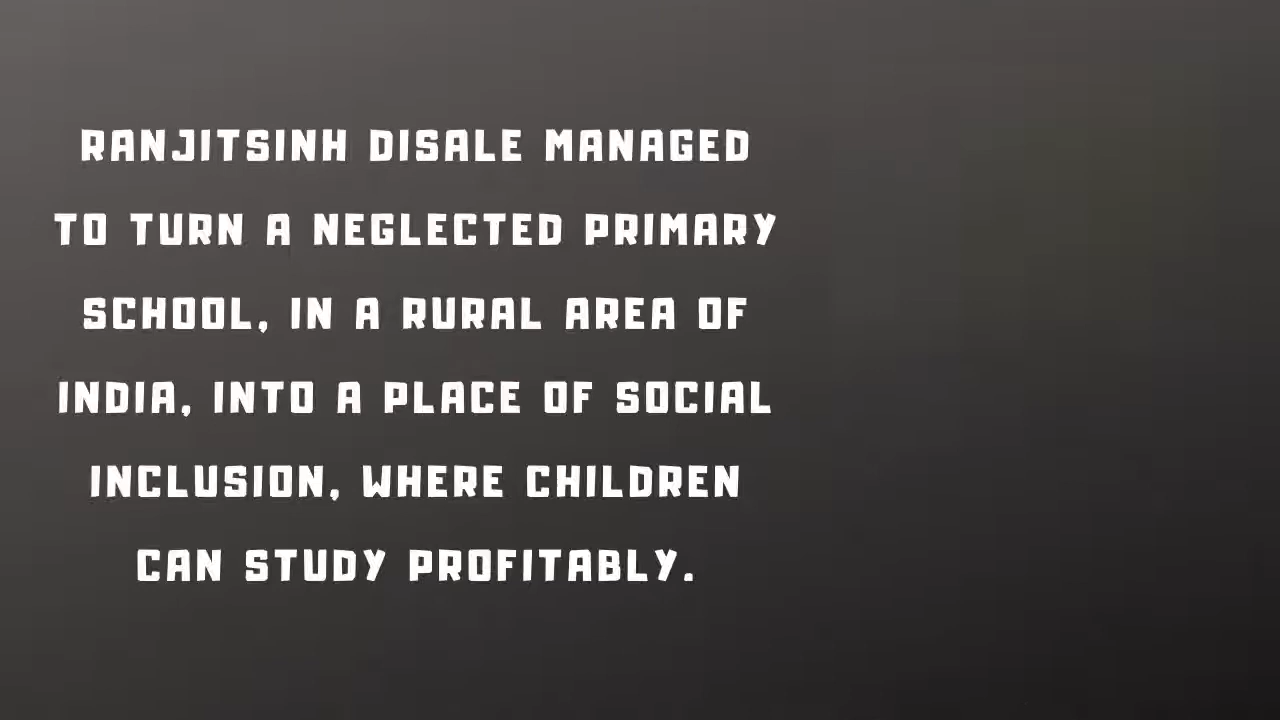 RANJITSINH DISALE MANAGED
TO TURN A NEGLECTED PRIMARY
SCHOOL, IN A RURAL AREA OF
INDIA, INTO A PLACE OF SOCIAL
INCLUSION, WHERE CHILDREN
CAN STUDY PROFITABLY.